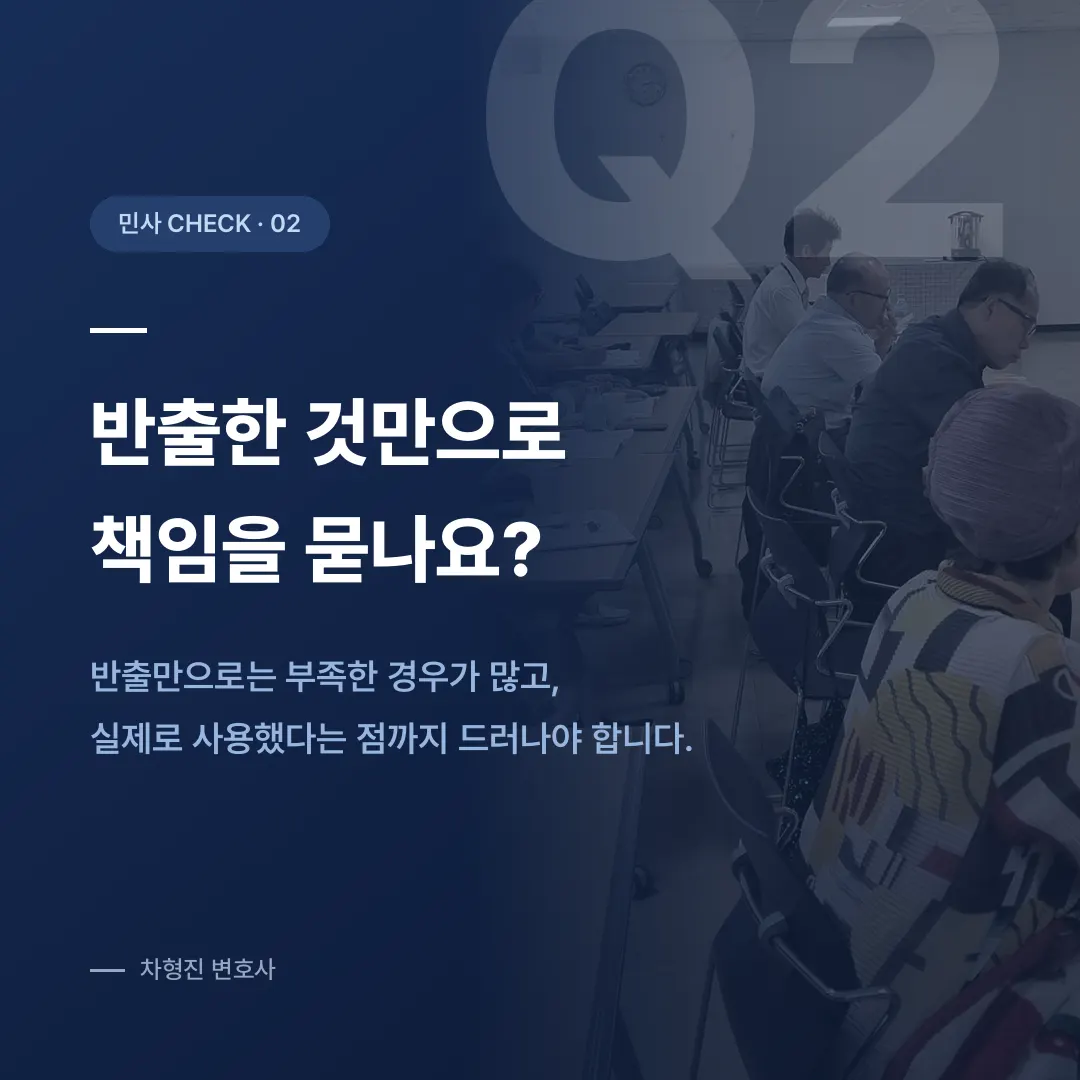 Q2
민사 CHECK · 02
반출한 것만으로
책임을 묻나요?
반출만으로는 부족한 경우가 많고,
실제로 사용했다는 점까지 드러나야 합니다.
차형진 변호사